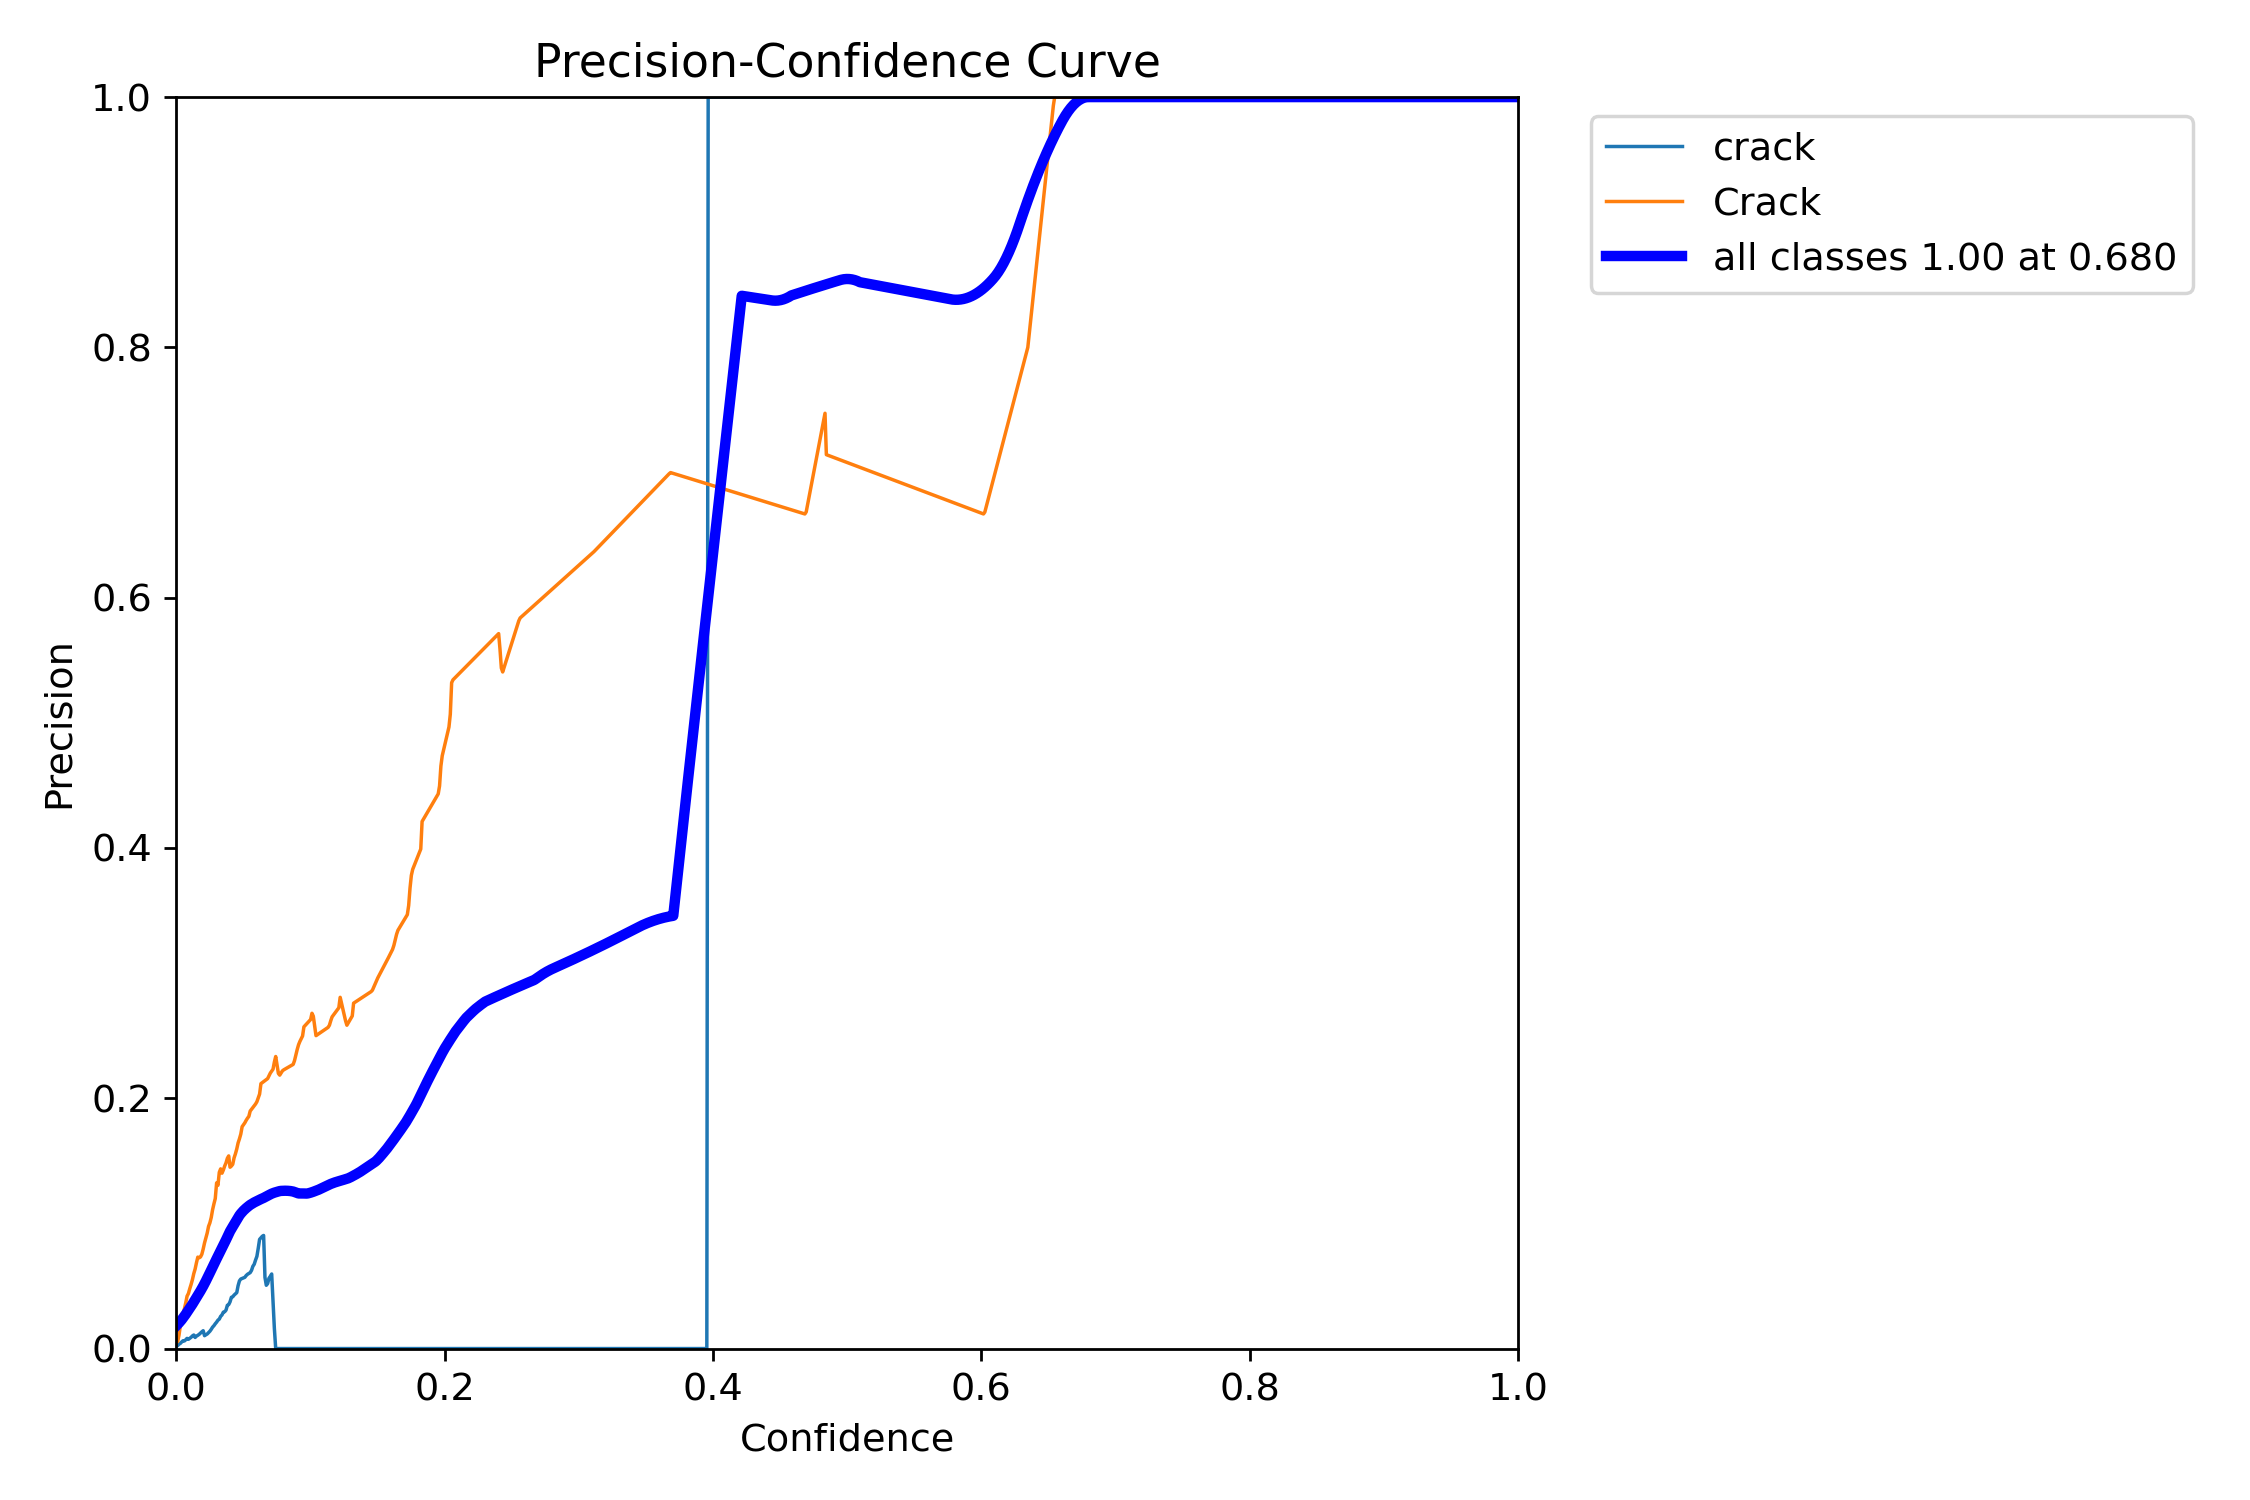 Precision-Confidence Curve
crack
Crack
all classes 1.00 at 0.680
Precision
1.0
0.8
0.6
0.4
0.2
0.0
0.0 0.2 0.4 0.6 0.8 1.0
Confidence